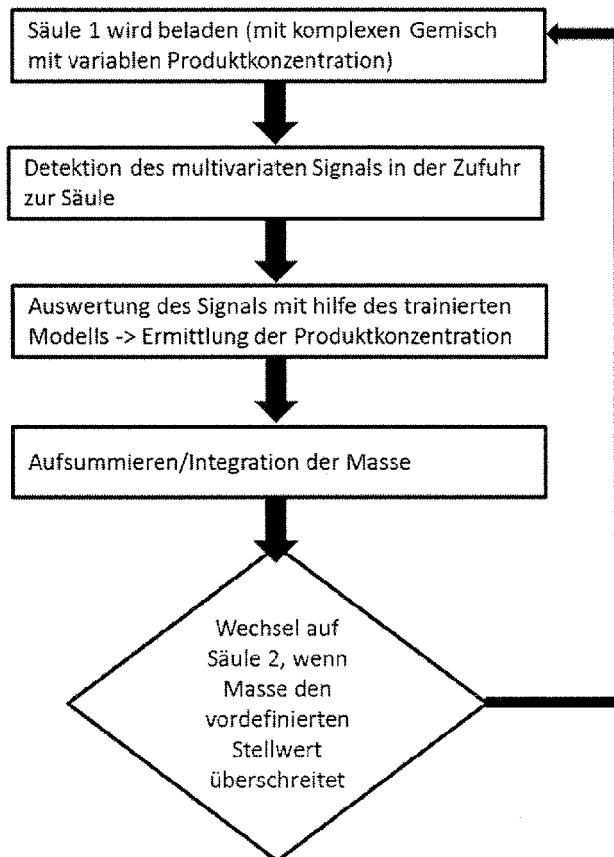 Säule 1 wird beladen (mit komplexen Gemisch
mit variablen Produktkonzentration)
Detektion des multivariaten Signals in der Zufuhr
zur Säule
Auswertung des Signals mit hilfe des trainierten
Modells -> Ermittlung der Produktkonzentration
Aufsummieren/Integration der Masse
Wechsel auf
Säule 2, wenn
Masse den
vordefinierten
Stellwert
überschreitet